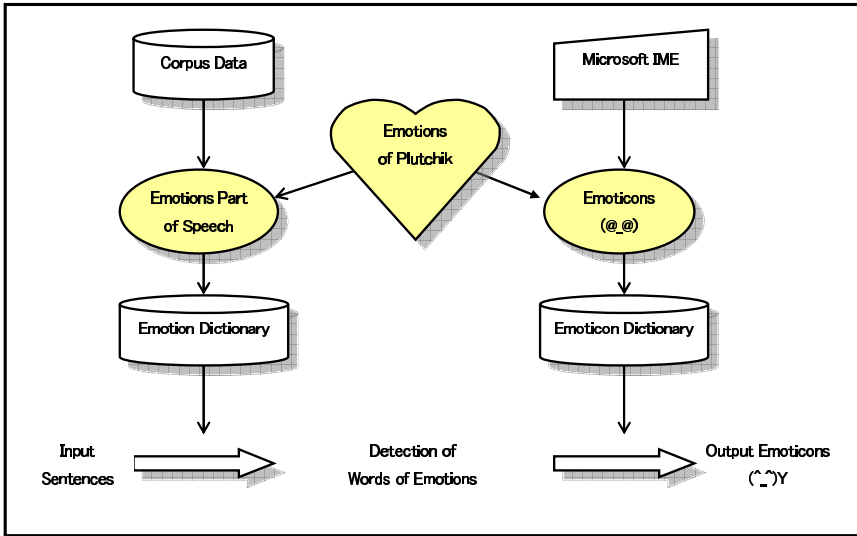 Corpus Data
Microsoft IME
Emotions
of Plutchik
Emotions Part
of Speech
Emoticons
(@_@)
Emotion Dictionary
Emoticon Dictionary
Input
Sentences
Detection of
Words of Emotions
Output Emoticons
(^_^)Y